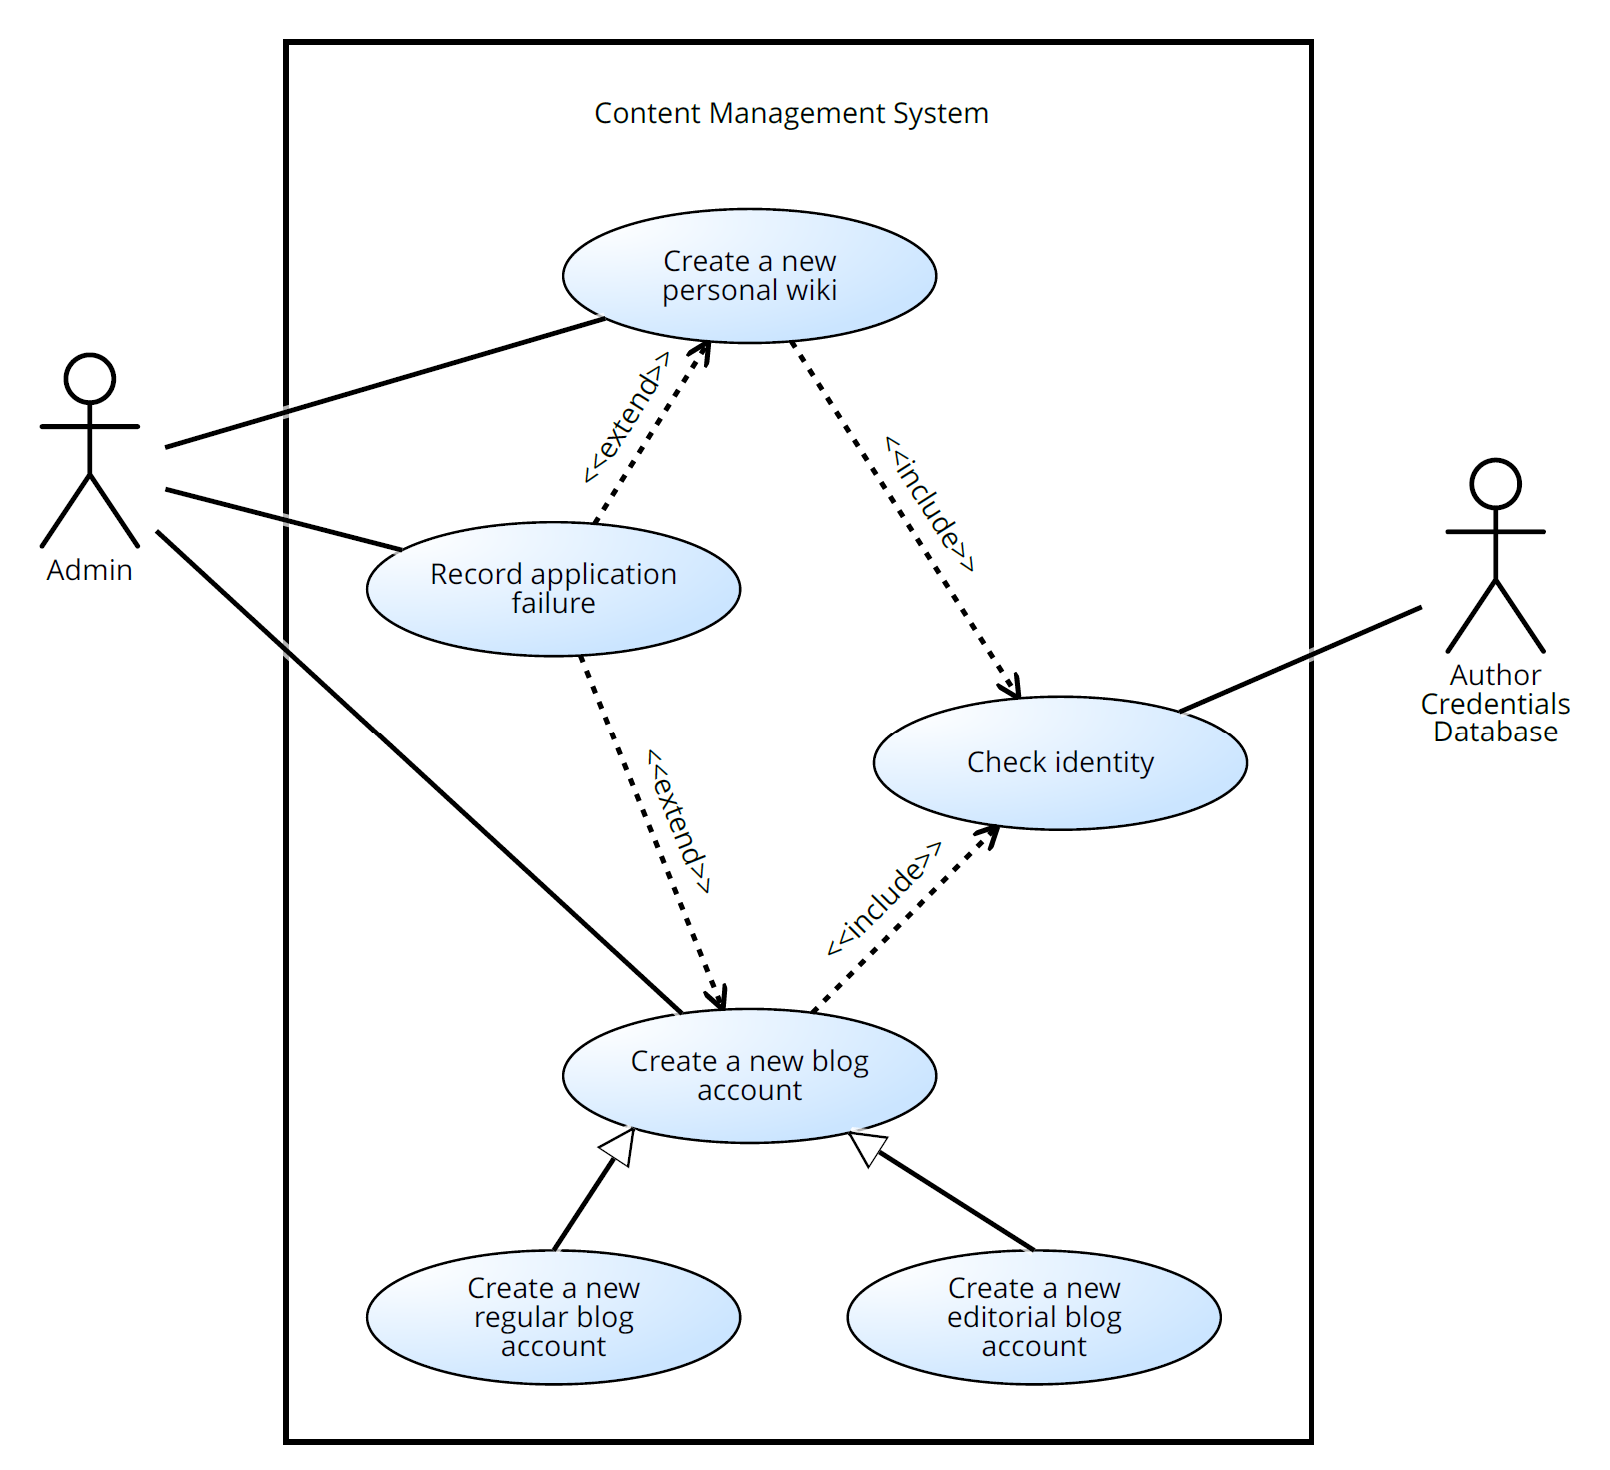 Content Management System
Create a new
personal wiki
<<extend>>
<<include>>
Admin
Record application
failure
Author
Credentials
Database
Check identity
<<extend>>
<<include>>
Create a new blog
account
Create a new
regular blog
account
Create a new
editorial blog
account